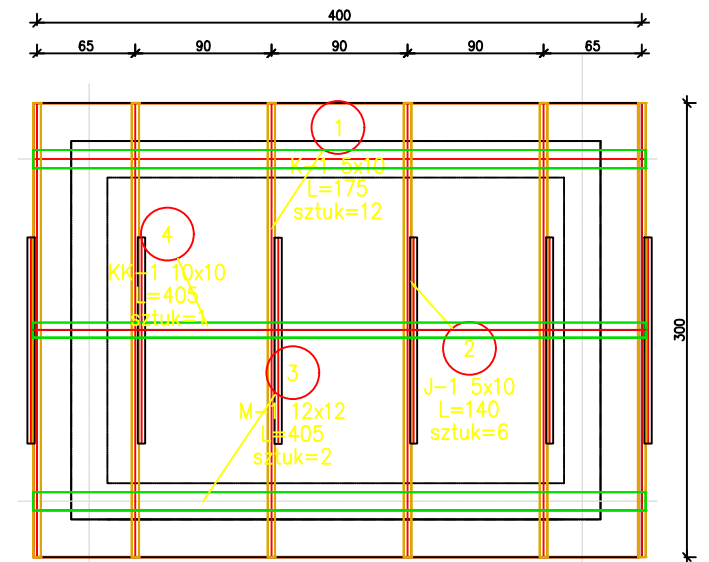 400
65 90 90 90 65
1
K-1 5x10
L=175
sztuk=12
4
KK-1 10x10
L=405
sztuk=1
300
2
J-1 5x10
L=140
sztuk=6
3
M-1 12x12
L=405
sztuk=2